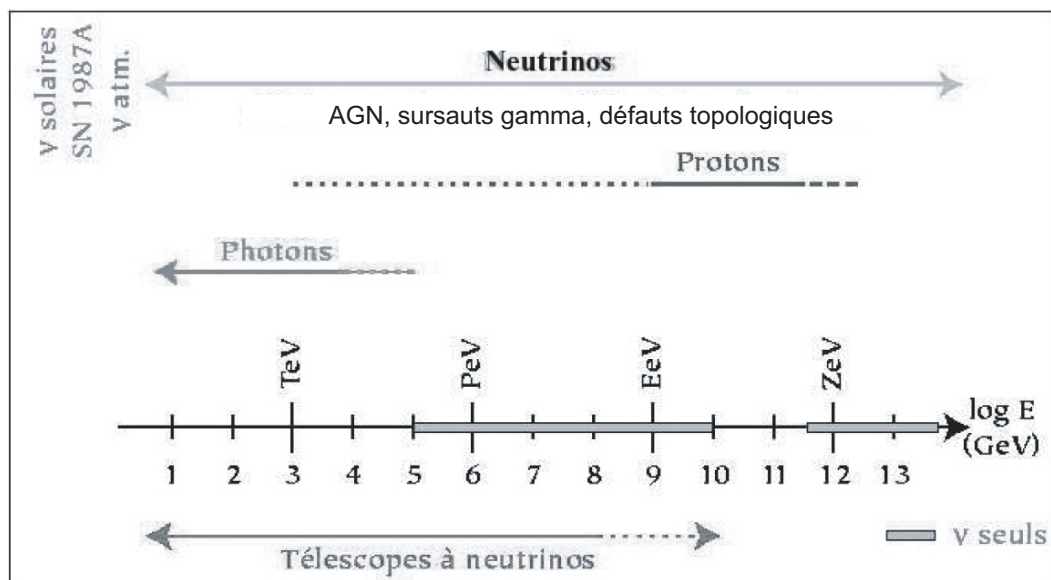 ν solaires
SN 1987A
ν atm.
Neutrinos
AGN, sursauts gamma, défauts topologiques
Protons
Photons
TeV
PeV
EeV
ZeV
log E
(GeV)
1 2 3 4 5 6 7 8 9 10 11 12 13
Télescopes à neutrinos
ν seuls